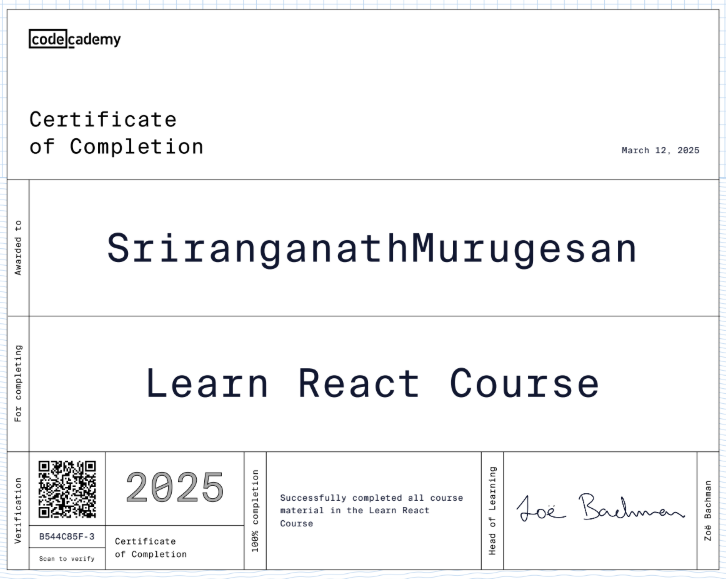 codecademy
Certificate
of Completion
March 12, 2025
Awarded to
SriranganathMurugesan
For completing
Learn React Course
Verification
B544C85F-3
Scan to verify
2025
Certificate
of Completion
100% completion
Successfully completed all course
material in the Learn React
Course
Head of Learning
Zoë Bachman
Zoë Bachman